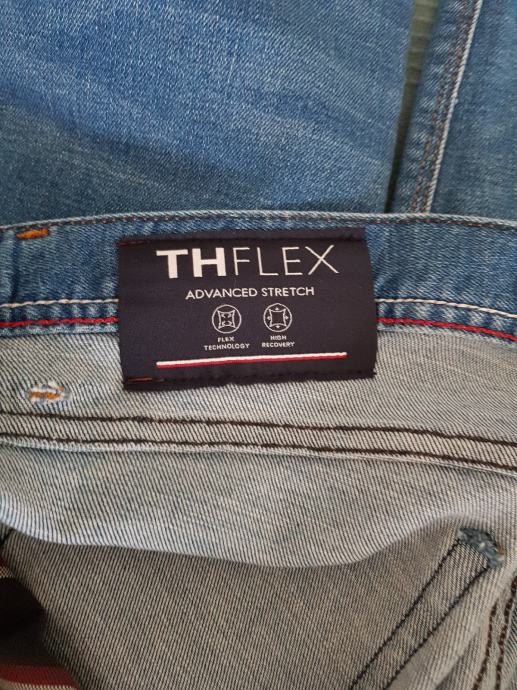 THFLEX
ADVANCED STRETCH
FLEX TECHNOLOGY
HIGH RECOVERY